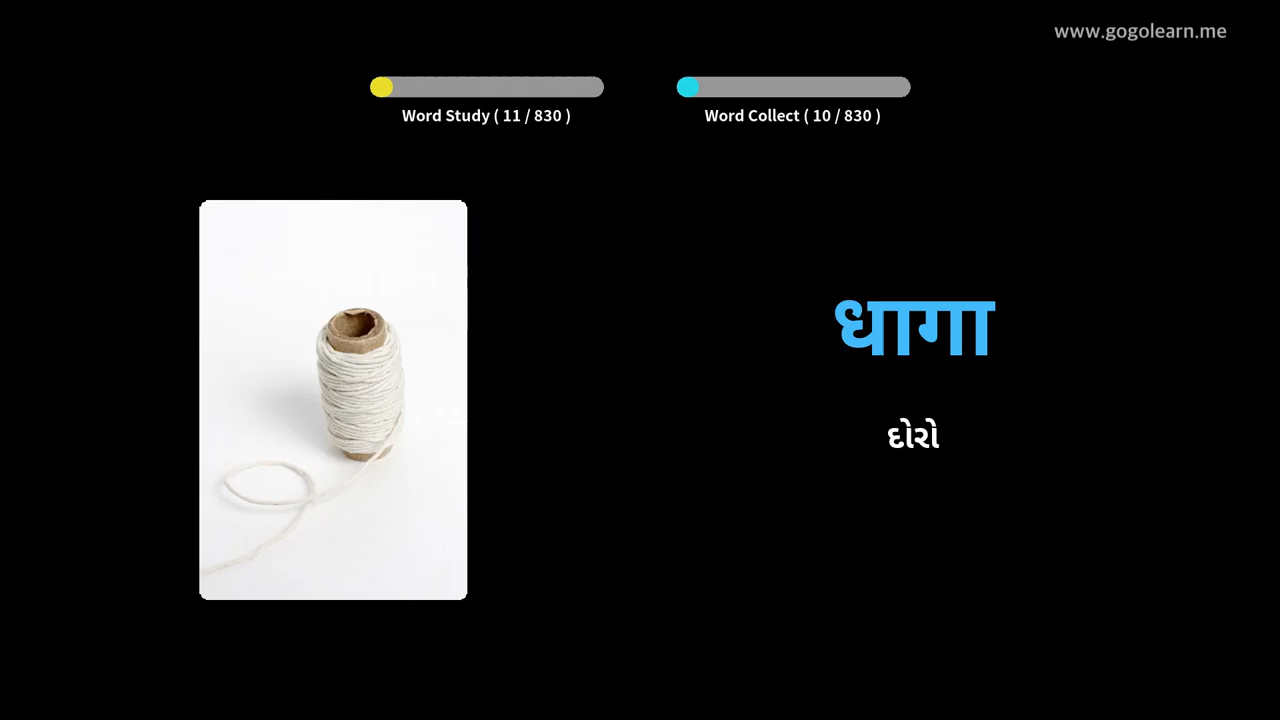 www.gogolearn.me
Word Study ( 11 / 830 )
Word Collect ( 10 / 830 )
धागा
દોરો